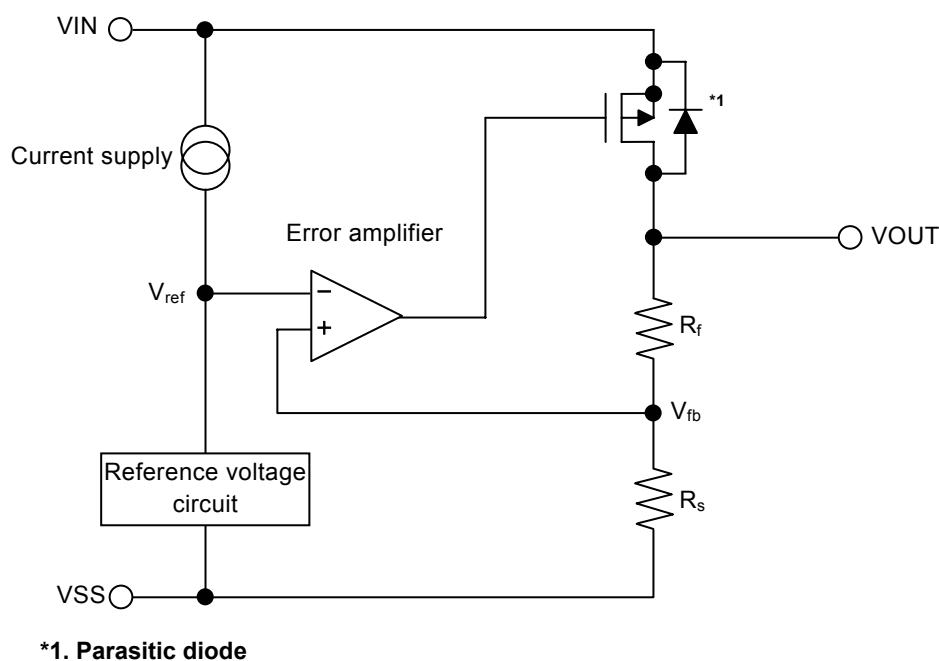 VIN
*1
Current supply
Error amplifier
VOUT
Vref
−
+
Rf
Vfb
Reference voltage
circuit
Rs
VSS
*1. Parasitic diode